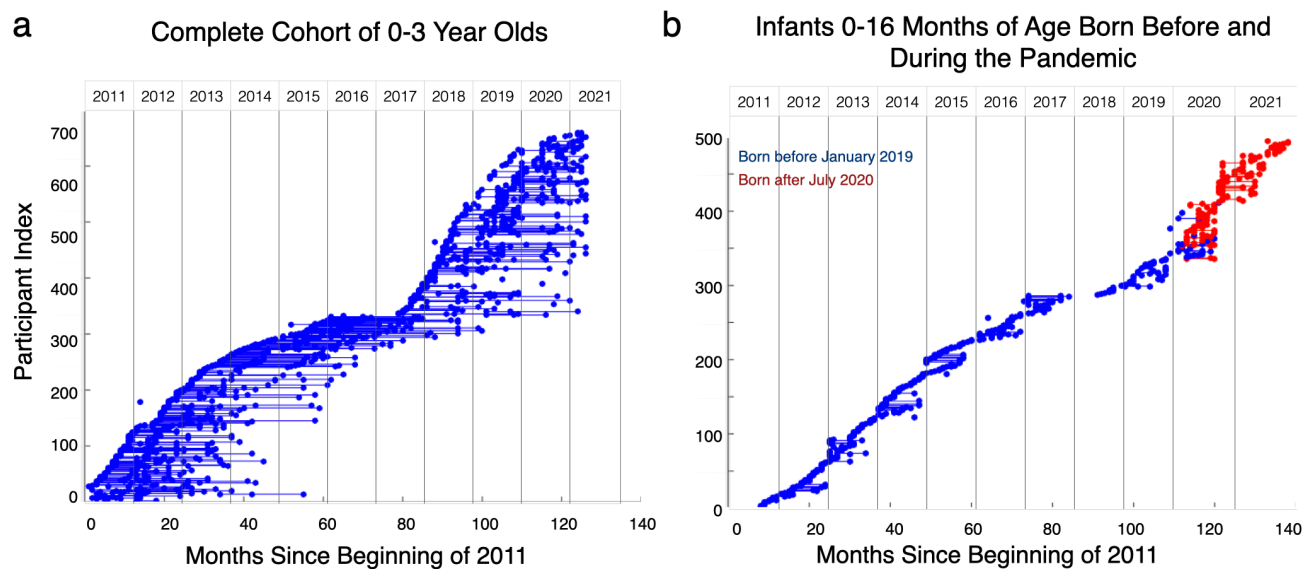 a
Complete Cohort of 0-3 Year Olds
2011 2012 2013 2014 2015 2016 2017 2018 2019 2020 2021
Participant Index
700
600
500
400
300
200
100
0
0 20 40 60 80 100 120 140
Months Since Beginning of 2011
b
Infants 0-16 Months of Age Born Before and
During the Pandemic
2011 2012 2013 2014 2015 2016 2017 2018 2019 2020 2021
Born before January 2019
Born after July 2020
500
400
300
200
100
0
0 20 40 60 80 100 120 140
Months Since Beginning of 2011